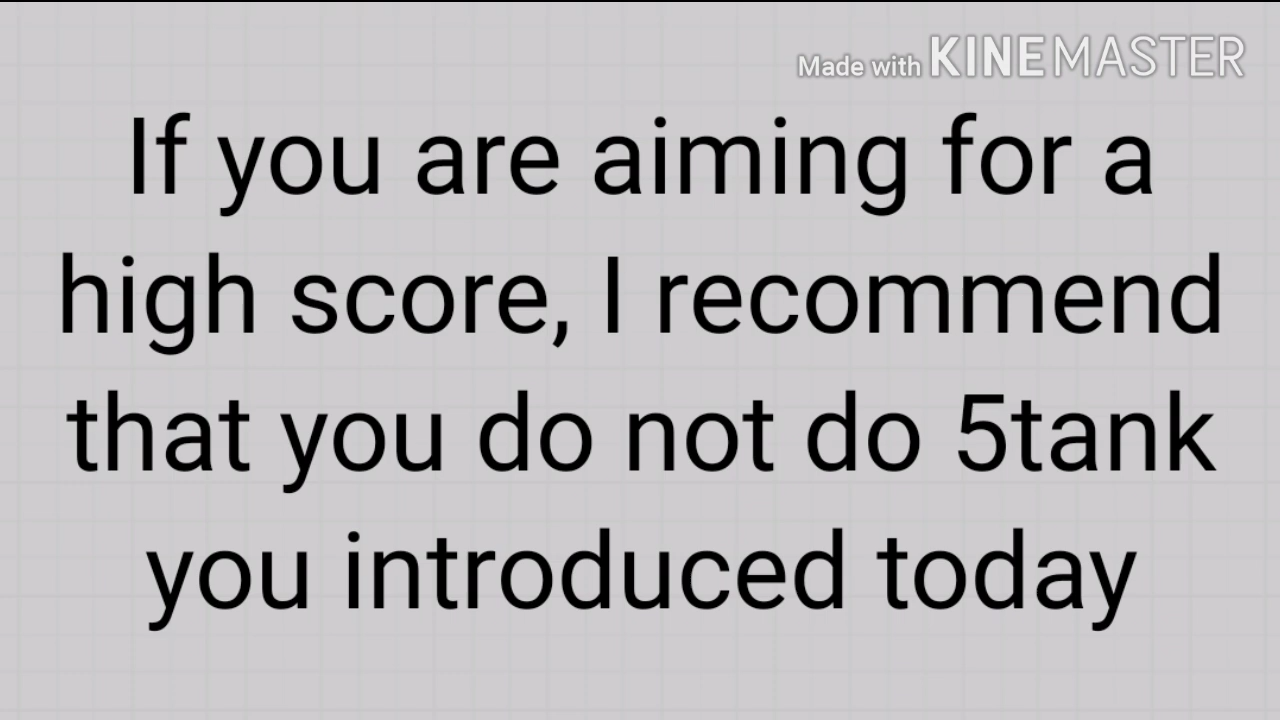 Made with KINEMASTER
If you are aiming for a
high score, I recommend
that you do not do 5tank
you introduced today